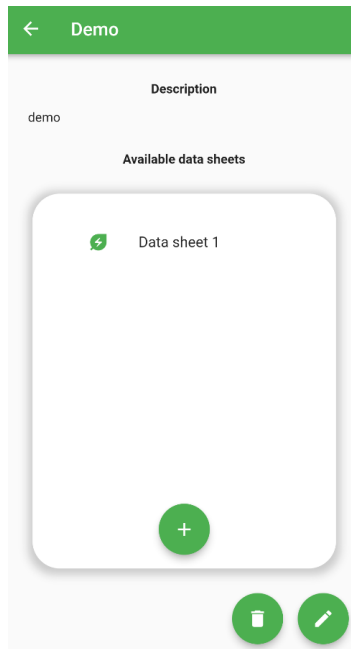 Demo
Description
demo
Available data sheets
Data sheet 1